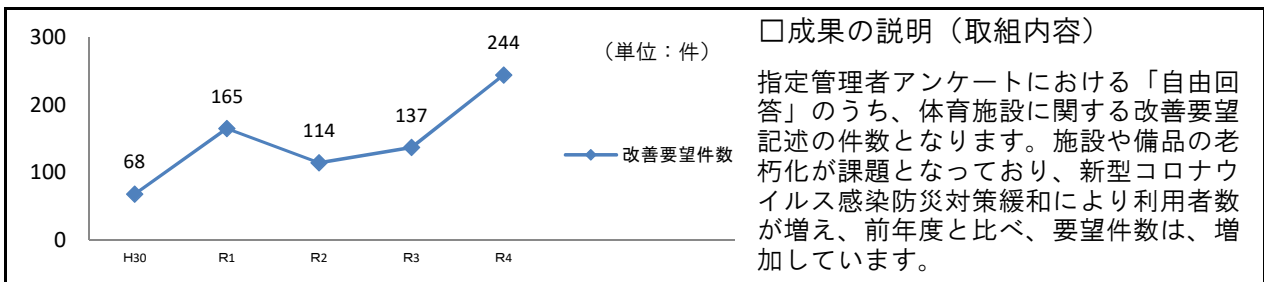 300
200
100
0
（単位：件）
68
165
114
137
244
改善要望件数
H30
R1
R2
R3
R4
□成果の説明（取組内容）
指定管理者アンケートにおける「自由回
答」のうち、体育施設に関する改善要望
記述の件数となります。施設や備品の老
朽化が課題となっており、新型コロナウ
イルス感染防災対策緩和により利用者数
が増え、前年度と比べ、要望件数は、増
加しています。